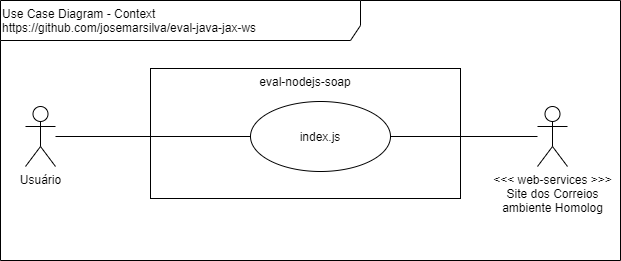 Use Case Diagram - Context
https://github.com/josemarsilva/eval-java-jax-ws
eval-nodejs-soap
index.js
Usuário
<<< web-services >>>
Site dos Correios
ambiente Homolog